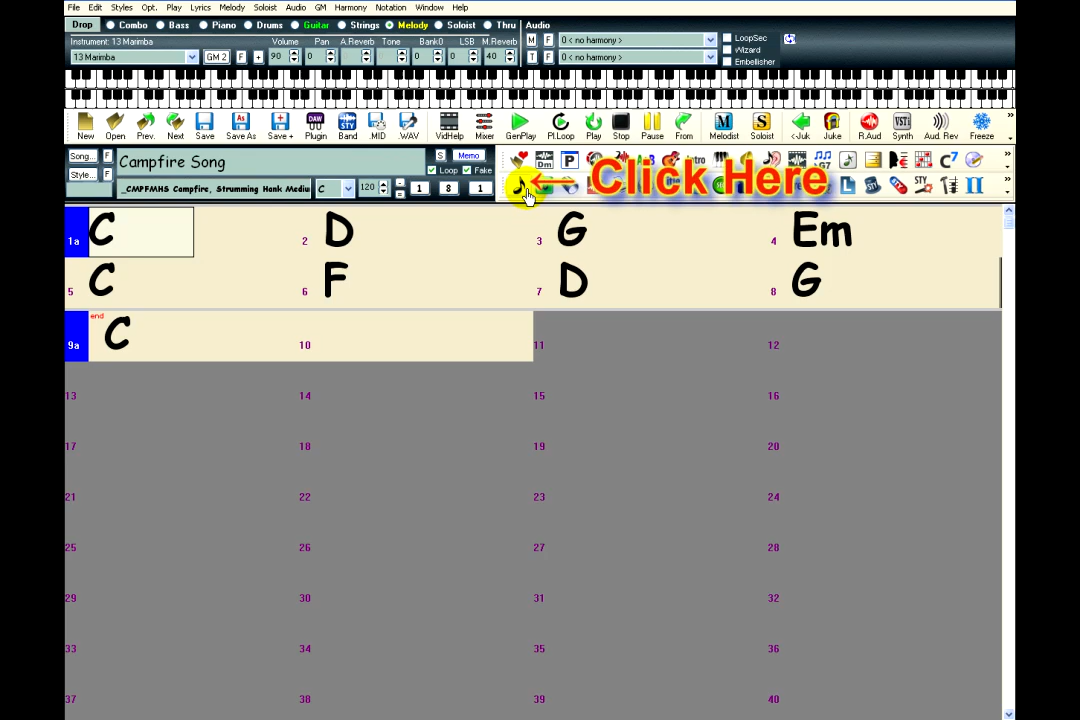 File Edit Styles Opt. Play Lyrics Melody Soloist Audio GM Harmony Notation Window Help
Drop Combo Bass Piano Drums Guitar Strings Melody Soloist Thru Audio
Instrument: 13 Marimba Volume Pan A.Reverb Tone Bank0 LSB M.Reverb M F 0 < no harmony > LoopSec
Wizard
13 Marimba GM 2 F + 90 0 0 0 40 T F 0 < no harmony > Embellisher
New Open Prev. Next Save Save As Save + Plugin Band .MID .WAV VidHelp Mixer GenPlay Pt.Loop Play Stop Pause From Melodist Soloist <-Juk Juke R.Aud Synth Aud. Rev Freeze
Song... F Campfire Song S Memo
Loop Fake
Style... F _CMPFMHS Campfire, Strumming Honk Mediu C 120 1 8 1
Click Here
1a C 2 D 3 G 4 Em
5 C 6 F 7 D 8 G
end
9a C 10 11 12
13 14 15 16
17 18 19 20
21 22 23 24
25 26 27 28
29 30 31 32
33 34 35 36
37 38 39 40